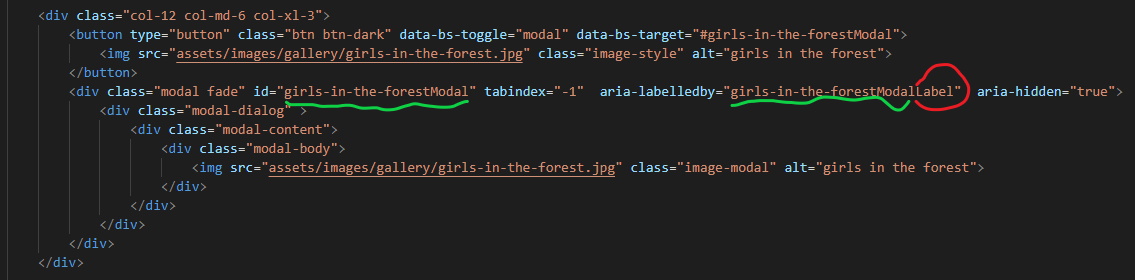 <div class="col-12 col-md-6 col-xl-3">
<button type="button" class="btn btn-dark" data-bs-toggle="modal" data-bs-target="#girls-in-the-forestModal">
<img src="assets/images/gallery/girls-in-the-forest.jpg" class="image-style" alt="girls in the forest">
</button>
<div class="modal fade" id="girls-in-the-forestModal" tabindex="-1"  aria-labelledby="girls-in-the-forestModalLabel"  aria-hidden="true">
<div class="modal-dialog" >
<div class="modal-content">
<div class="modal-body">
<img src="assets/images/gallery/girls-in-the-forest.jpg" class="image-modal" alt="girls in the forest">
</div>
</div>
</div>
</div>
</div>